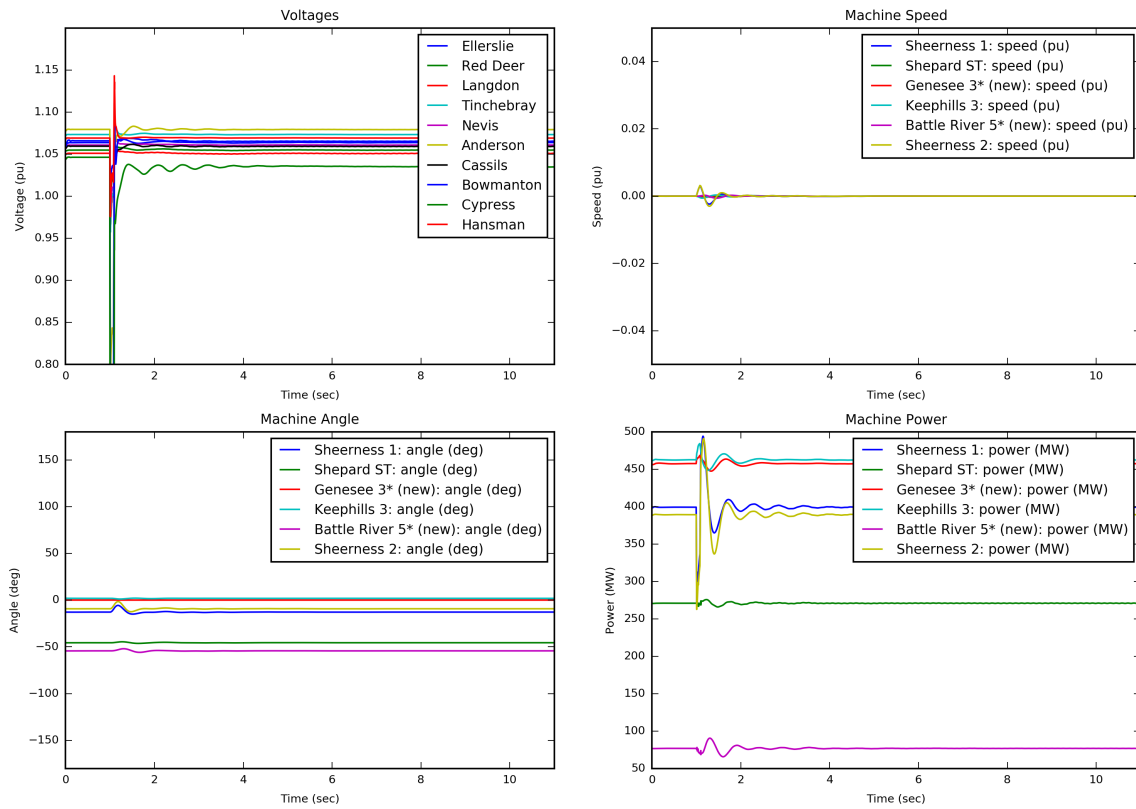 Voltages
1.15
1.10
1.05
1.00
0.95
0.90
0.85
0.80
Voltage (pu)
0 2 4 6 8 10
Time (sec)
Ellerslie
Red Deer
Langdon
Tinchebray
Nevis
Anderson
Cassils
Bowmanton
Cypress
Hansman
Machine Speed
0.04
0.02
0.00
−0.02
−0.04
Speed (pu)
0 2 4 6 8 10
Time (sec)
Sheerness 1: speed (pu)
Shepard ST: speed (pu)
Genesee 3* (new): speed (pu)
Keephills 3: speed (pu)
Battle River 5* (new): speed (pu)
Sheerness 2: speed (pu)
Machine Angle
150
100
50
0
−50
−100
−150
Angle (deg)
0 2 4 6 8 10
Time (sec)
Sheerness 1: angle (deg)
Shepard ST: angle (deg)
Genesee 3* (new): angle (deg)
Keephills 3: angle (deg)
Battle River 5* (new): angle (deg)
Sheerness 2: angle (deg)
Machine Power
500
450
400
350
300
250
200
150
100
50
Power (MW)
0 2 4 6 8 10
Time (sec)
Sheerness 1: power (MW)
Shepard ST: power (MW)
Genesee 3* (new): power (MW)
Keephills 3: power (MW)
Battle River 5* (new): power (MW)
Sheerness 2: power (MW)